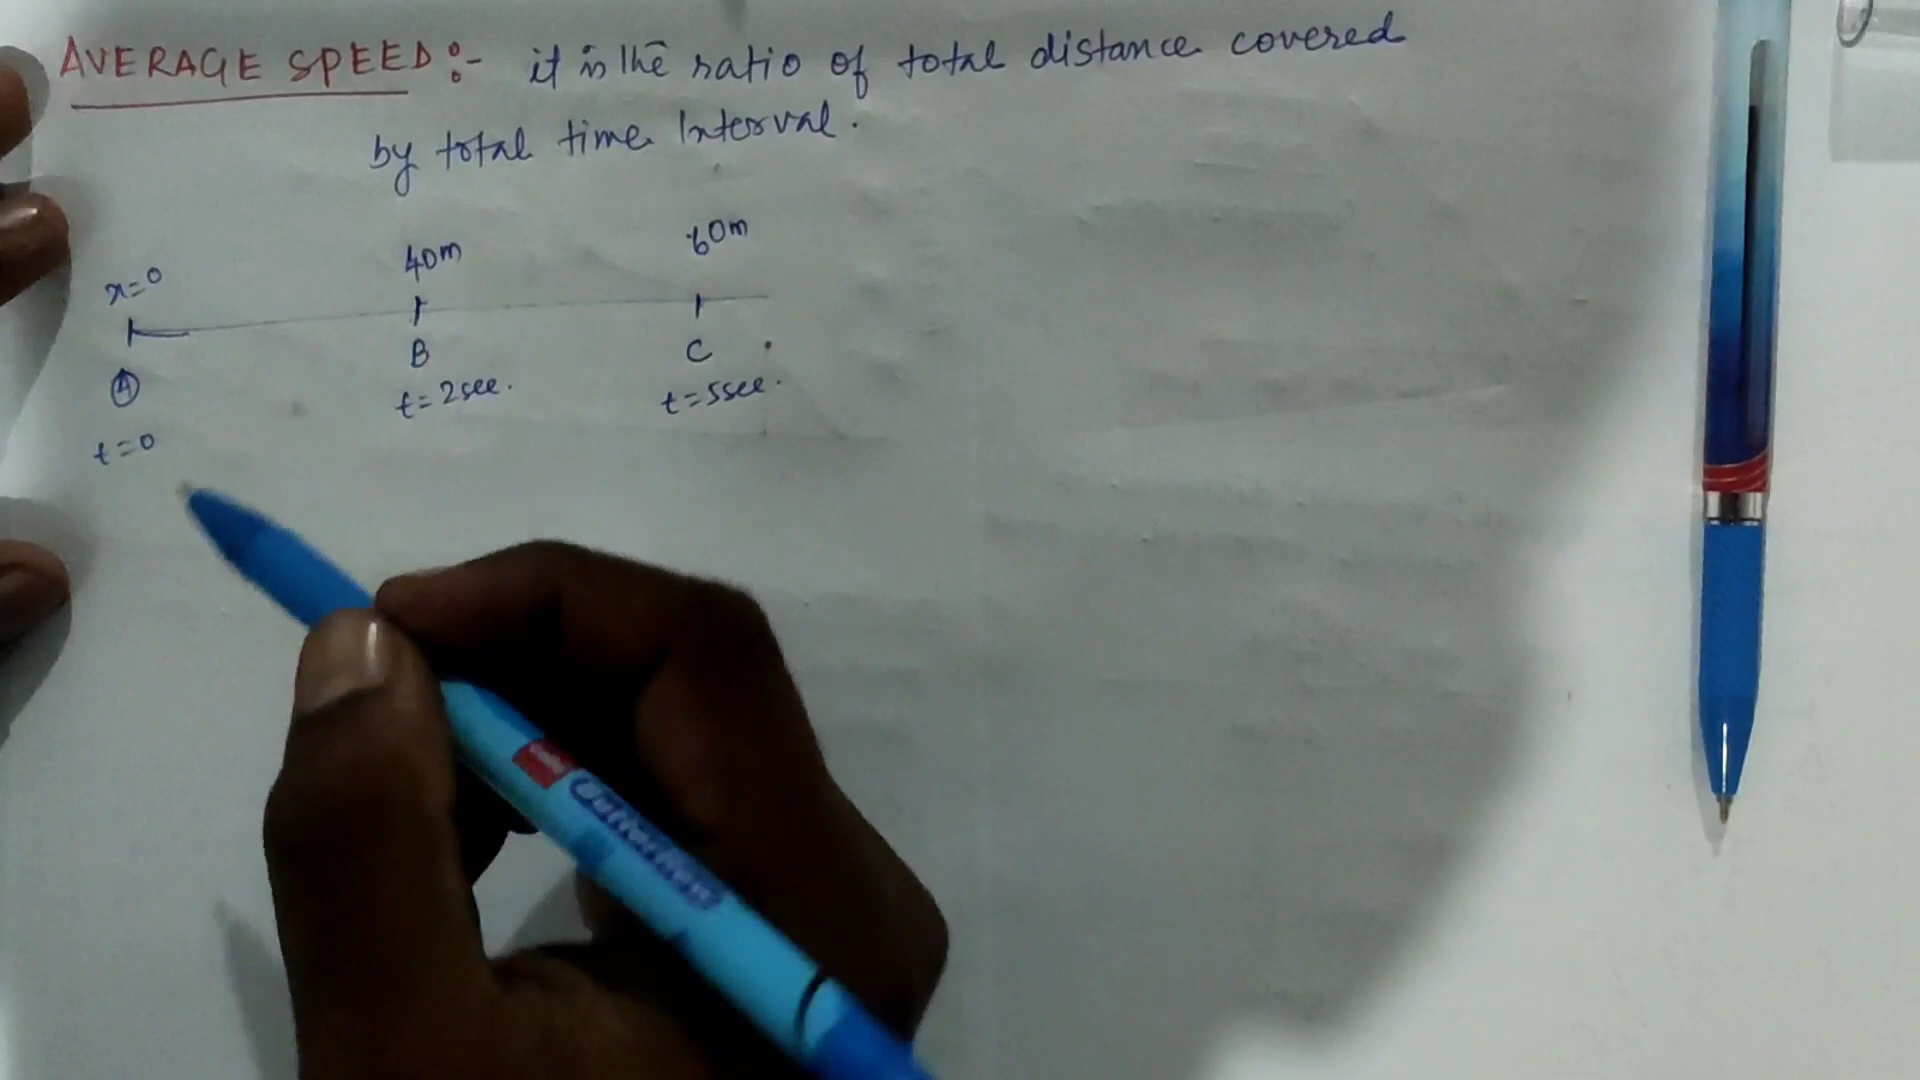 AVERAGE SPEED :- it is the ratio of total distance covered
by total time Interval.
x=0 40m 60m
A B C
t=0 t=2sec. t=5sec.
Butterflow